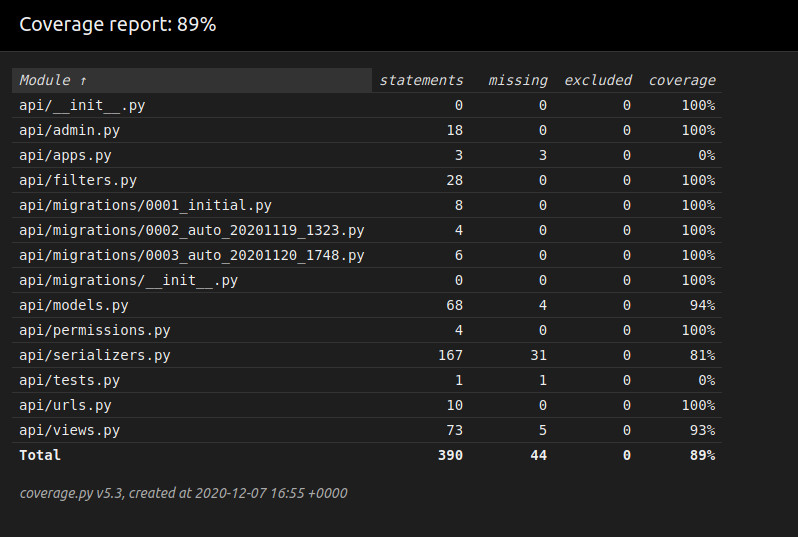 Coverage report: 89%
Module ↑ statements missing excluded coverage
api/__init__.py 0 0 0 100%
api/admin.py 18 0 0 100%
api/apps.py 3 3 0 0%
api/filters.py 28 0 0 100%
api/migrations/0001_initial.py 8 0 0 100%
api/migrations/0002_auto_20201119_1323.py 4 0 0 100%
api/migrations/0003_auto_20201120_1748.py 6 0 0 100%
api/migrations/__init__.py 0 0 0 100%
api/models.py 68 4 0 94%
api/permissions.py 4 0 0 100%
api/serializers.py 167 31 0 81%
api/tests.py 1 1 0 0%
api/urls.py 10 0 0 100%
api/views.py 73 5 0 93%
Total 390 44 0 89%
coverage.py v5.3, created at 2020-12-07 16:55 +0000